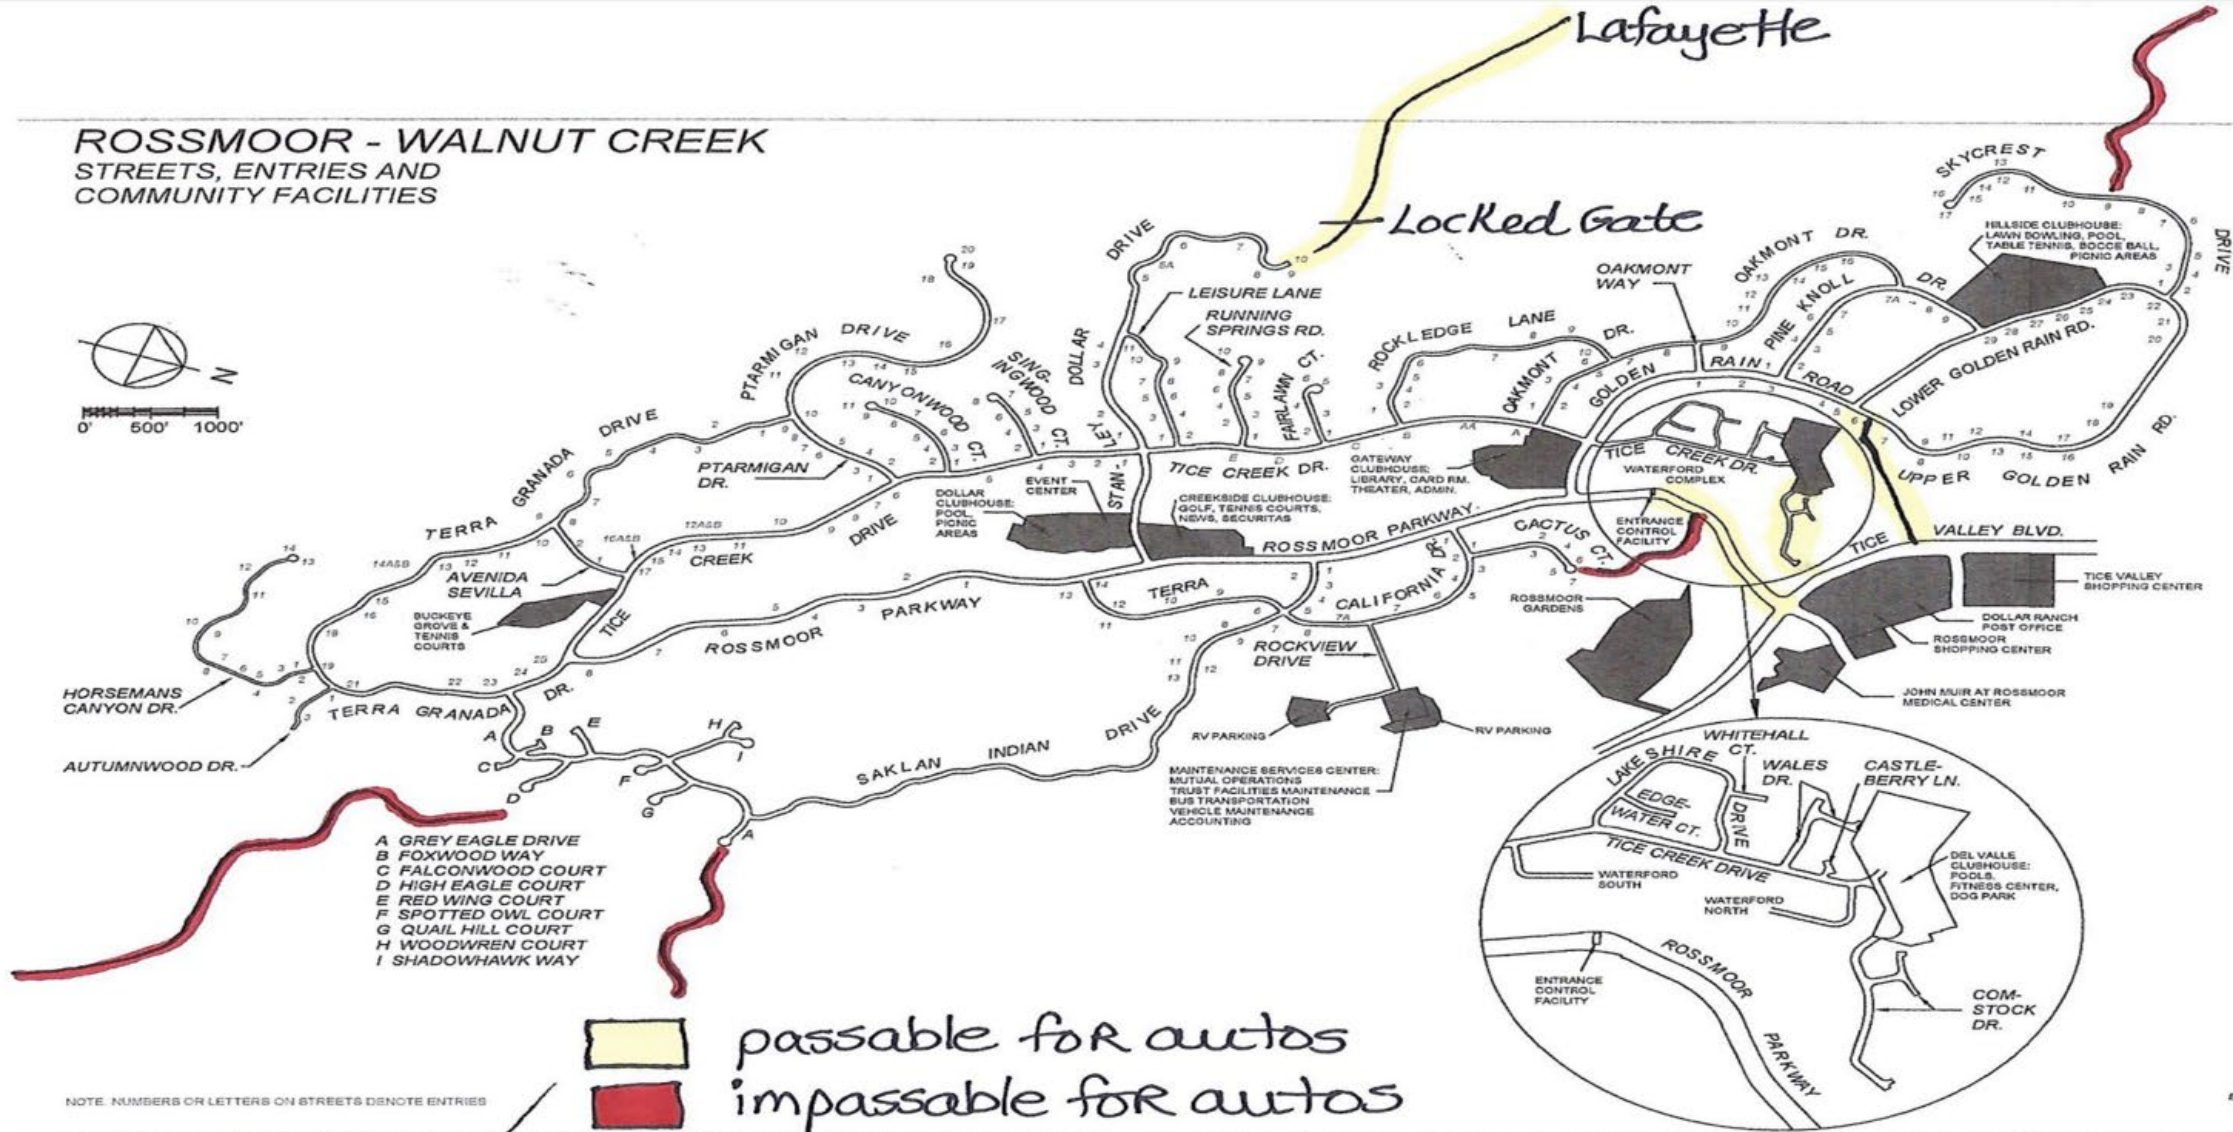 Lafayette
ROSSMOOR - WALNUT CREEK
STREETS, ENTRIES AND
COMMUNITY FACILITIES
Locked Gate
SKYCREST
DRIVE
HILLSIDE CLUBHOUSE:
LAWN BOWLING, POOL,
TABLE TENNIS, BOCCE BALL,
PICNIC AREAS
OAKMONT DR.
OAKMONT
WAY
PINE KNOLL
DR.
DRIVE
LEISURE LANE
RUNNING
SPRINGS RD.
ROCKLEDGE LANE
OAKMONT DR.
GOLDEN RAIN ROAD
LOWER GOLDEN RAIN RD.
UPPER GOLDEN RAIN RD.
N
0' 500' 1000'
PTARMIGAN DRIVE
CANYONWOOD CT.
SING-
INGWOOD CT.
STAN-
LEY
DOLLAR
FAIRLAWN CT.
TERRA GRANADA DRIVE
PTARMIGAN
DR.
TICE CREEK DR.
GATEWAY
CLUBHOUSE:
LIBRARY, CARD RM.
THEATER, ADMIN.
TICE CREEK DR.
WATERFORD
COMPLEX
DOLLAR
CLUBHOUSE:
POOL,
PICNIC
AREAS
EVENT
CENTER
CREEKSIDE CLUBHOUSE:
GOLF, TENNIS COURTS,
NEWS, SECURITAS
ROSSMOOR PARKWAY
CACTUS CT.
ENTRANCE
CONTROL
FACILITY
TICE VALLEY BLVD.
TICE CREEK DRIVE
AVENIDA
SEVILLA
BUCKEYE
GROVE &
TENNIS
COURTS
ROSSMOOR PARKWAY
TERRA CALIFORNIA DR.
ROSSMOOR
GARDENS
TICE VALLEY
SHOPPING CENTER
DOLLAR RANCH
POST OFFICE
ROSSMOOR
SHOPPING CENTER
JOHN MUIR AT ROSSMOOR
MEDICAL CENTER
ROCKVIEW
DRIVE
HORSEMANS
CANYON DR.
TERRA GRANADA DR.
AUTUMNWOOD DR.
SAKLAN INDIAN DRIVE
RV PARKING
RV PARKING
MAINTENANCE SERVICES CENTER:
MUTUAL OPERATIONS
TRUST FACILITIES MAINTENANCE
BUS TRANSPORTATION
VEHICLE MAINTENANCE
ACCOUNTING
WHITEHALL
CT.
LAKESHIRE DRIVE
WALES
DR.
CASTLE-
BERRY LN.
EDGE-
WATER CT.
TICE CREEK DRIVE
WATERFORD
SOUTH
WATERFORD
NORTH
DEL VALLE
CLUBHOUSE:
POOLS,
FITNESS CENTER,
DOG PARK
ENTRANCE
CONTROL
FACILITY
ROSSMOOR PARKWAY
COM-
STOCK
DR.
A GREY EAGLE DRIVE
B FOXWOOD WAY
C FALCONWOOD COURT
D HIGH EAGLE COURT
E RED WING COURT
F SPOTTED OWL COURT
G QUAIL HILL COURT
H WOODWREN COURT
I SHADOWHAWK WAY
passable for autos
impassable for autos
NOTE. NUMBERS OR LETTERS ON STREETS DENOTE ENTRIES